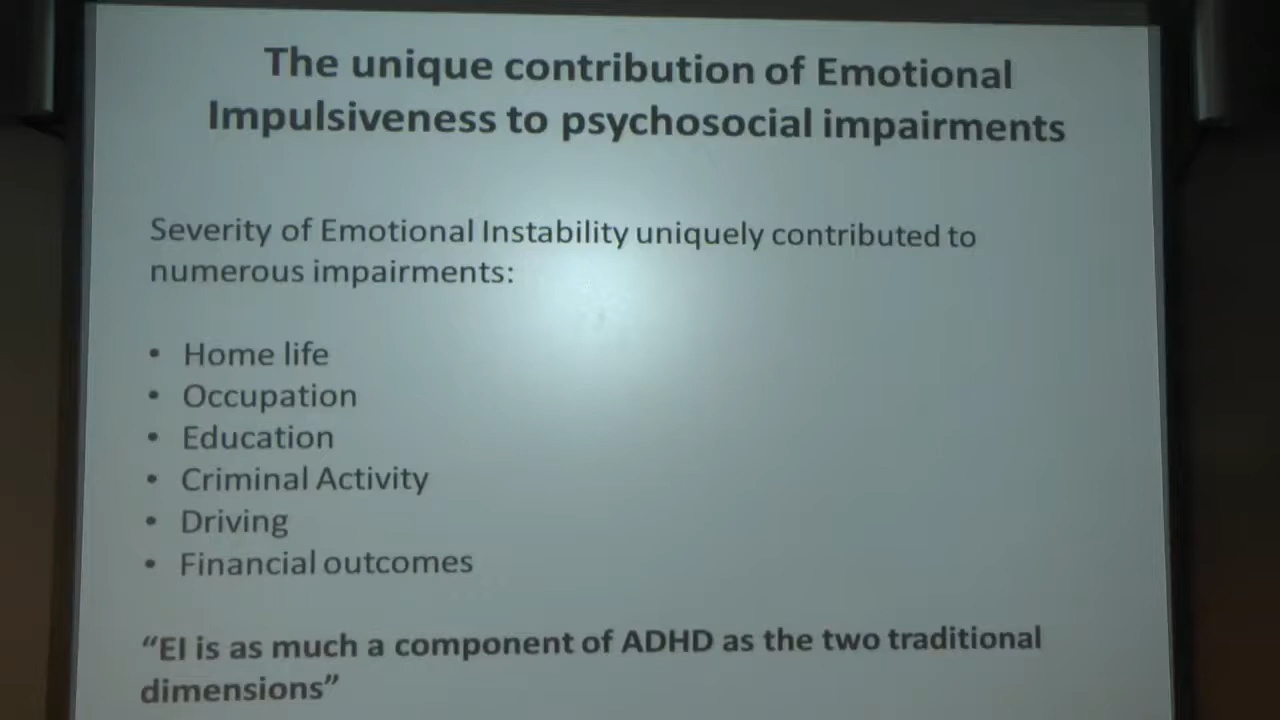 The unique contribution of Emotional
Impulsiveness to psychosocial impairments
Severity of Emotional Instability uniquely contributed to
numerous impairments:
• Home life
• Occupation
• Education
• Criminal Activity
• Driving
• Financial outcomes
“EI is as much a component of ADHD as the two traditional
dimensions”